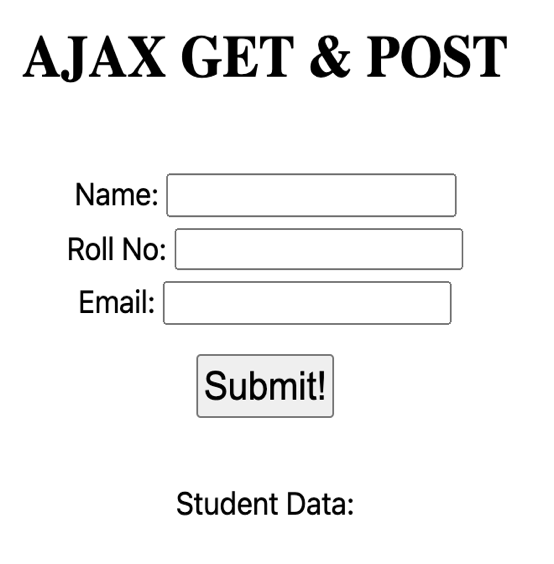 AJAX GET & POST
Name:
Roll No:
Email:
Submit!
Student Data: